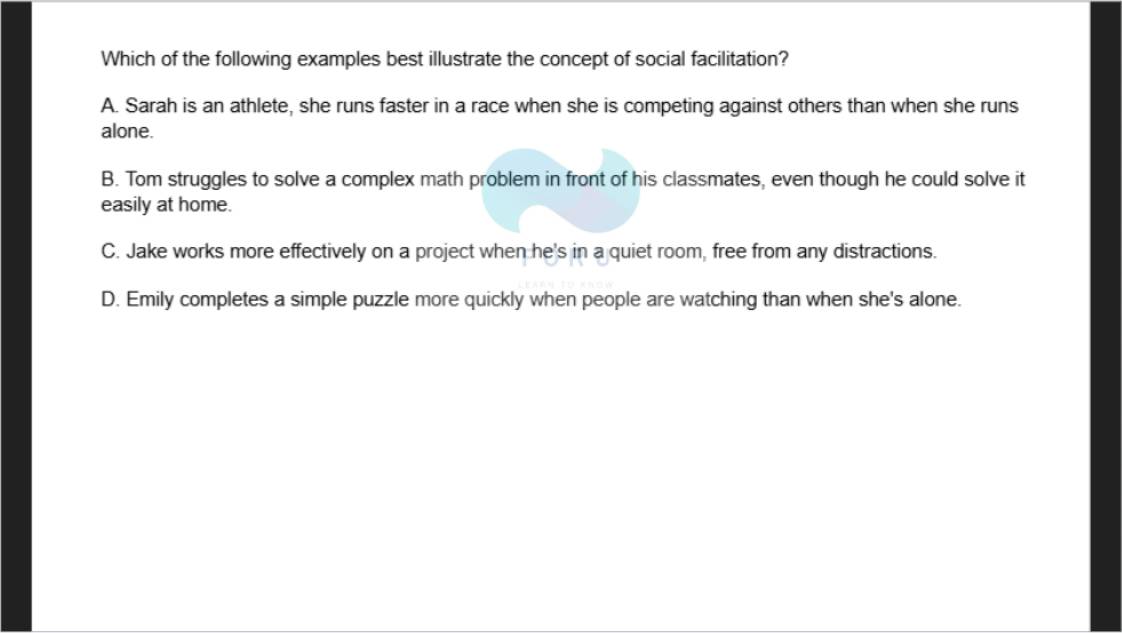 Which of the following examples best illustrate the concept of social facilitation?
A. Sarah is an athlete, she runs faster in a race when she is competing against others than when she runs
alone.
B. Tom struggles to solve a complex math problem in front of his classmates, even though he could solve it
easily at home.
C. Jake works more effectively on a project when he's in a quiet room, free from any distractions.
FORU
LEARN TO KNOW
D. Emily completes a simple puzzle more quickly when people are watching than when she's alone.